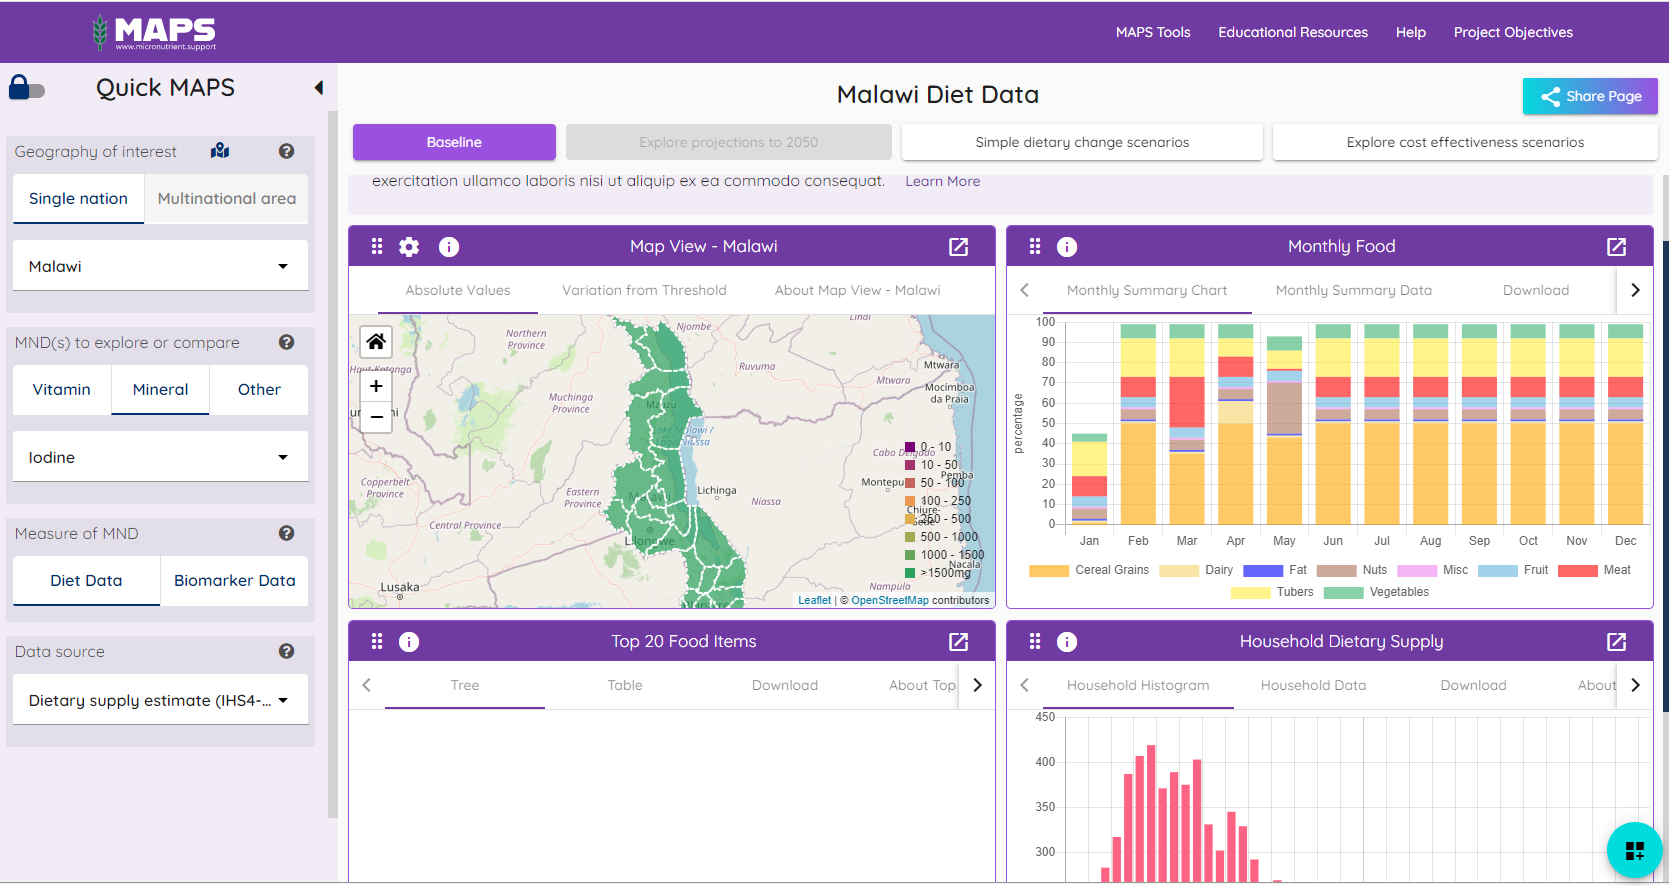 MAPS
www.micronutrient.support
MAPS Tools
Educational Resources
Help
Project Objectives
Quick MAPS
Geography of interest
Single nation
Multinational area
Malawi
MND(s) to explore or compare
Vitamin
Mineral
Other
Iodine
Measure of MND
Diet Data
Biomarker Data
Data source
Dietary supply estimate (IHS4-...
Malawi Diet Data
Share Page
Baseline
Explore projections to 2050
Simple dietary change scenarios
Explore cost effectiveness scenarios
exercitation ullamco laboris nisi ut aliquip ex ea commodo consequat. Learn More
Map View - Malawi
Absolute Values
Variation from Threshold
About Map View - Malawi
+
−
Northern
Province
Njombe
Lindi
Ruvuma
Mtwara
Mtwara
Mocímboa
da Praia
Muchinga
Province
Mzuzu
Lake Malawi /
Lago Niassa
Cabo Delgado
Pemba
Montepu
Chiure-
Sede
Copperbelt
Province
Eastern
Province
Malawi
Lichinga
Niassa
Central Province
Lilongwe
Lusaka
Nampula
Nacala
0 - 10
10 - 50
50 - 100
100 - 250
250 - 500
500 - 1000
1000 - 1500
>1500mg
Leaflet | © OpenStreetMap contributors
Monthly Food
Monthly Summary Chart
Monthly Summary Data
Download
percentage
100
90
80
70
60
50
40
30
20
10
0
Jan Feb Mar Apr May Jun Jul Aug Sep Oct Nov Dec
Cereal Grains Dairy Fat Nuts Misc Fruit Meat
Tubers Vegetables
Top 20 Food Items
Tree
Table
Download
About Top
Household Dietary Supply
Household Histogram
Household Data
Download
About
450
400
350
300